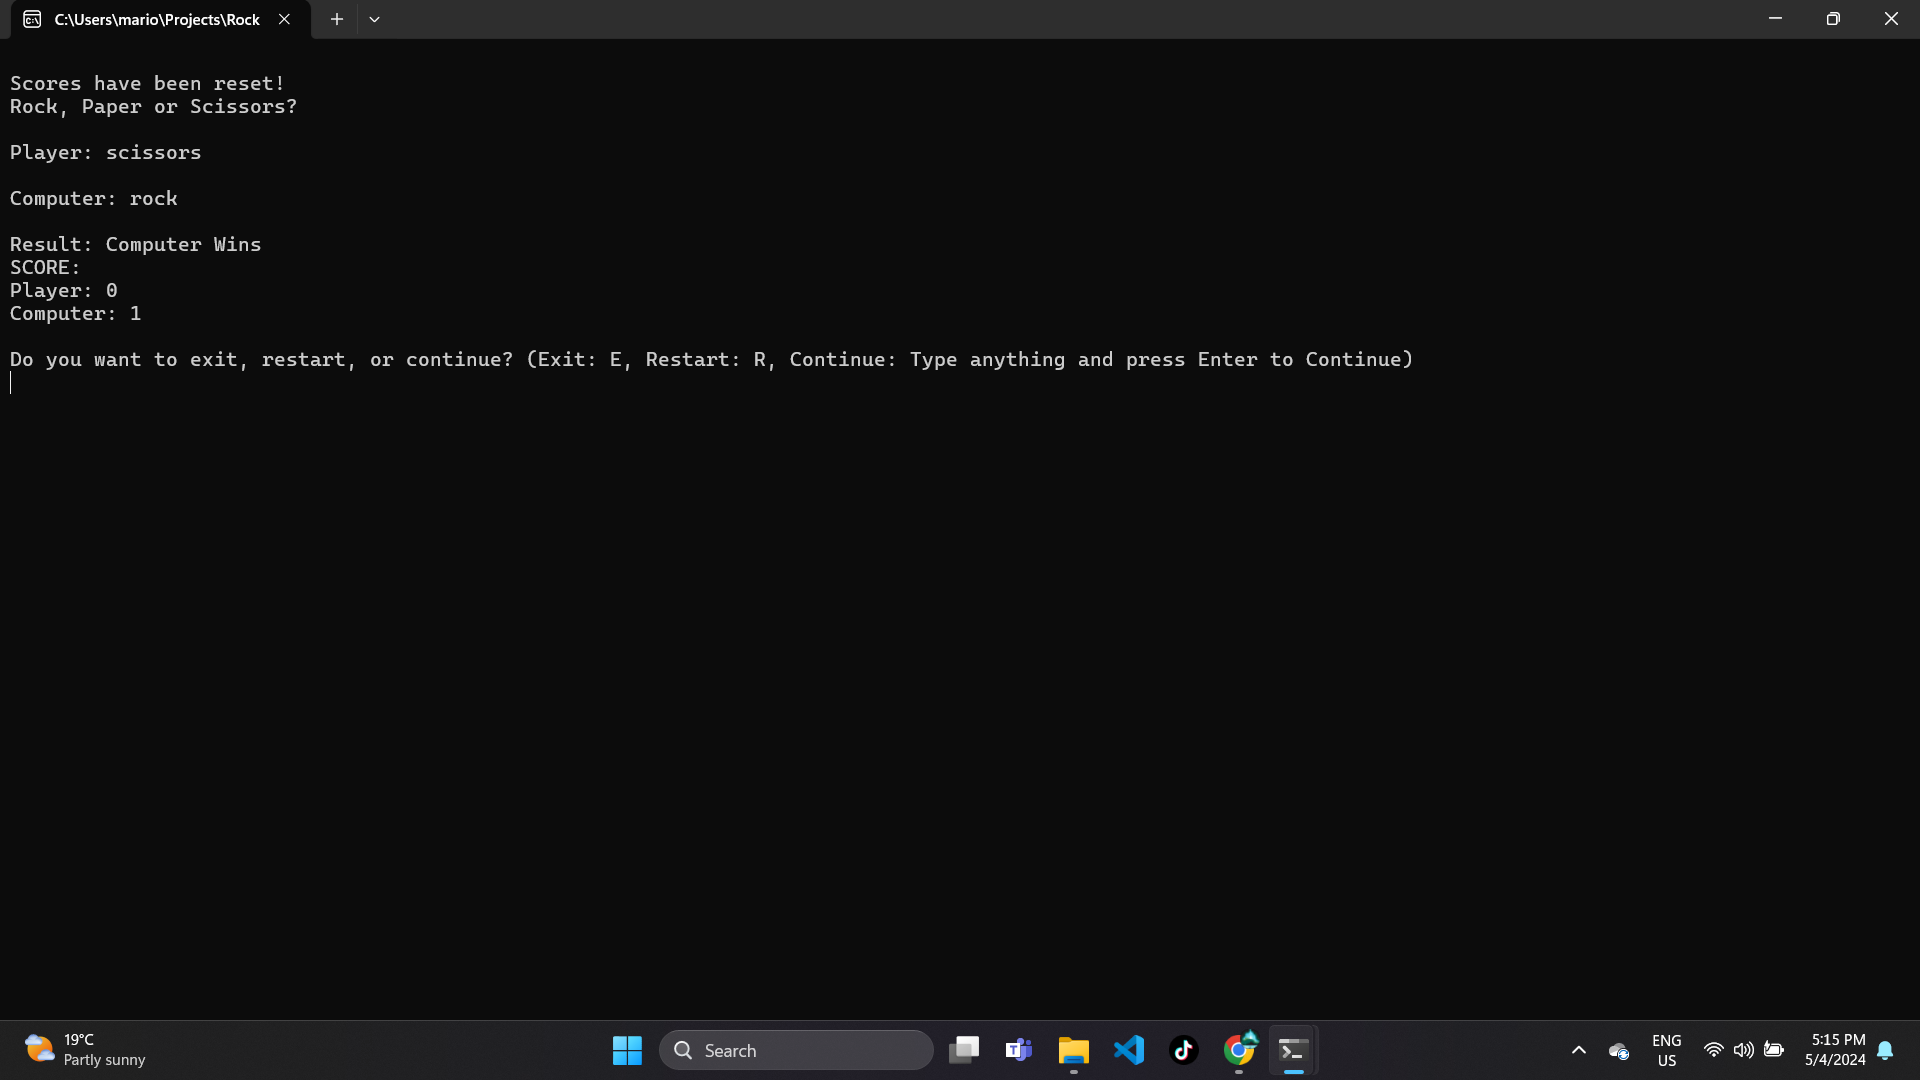 C:\Users\mario\Projects\Rock
Scores have been reset!
Rock, Paper or Scissors?
Player: scissors
Computer: rock
Result: Computer Wins
SCORE:
Player: 0
Computer: 1
Do you want to exit, restart, or continue? (Exit: E, Restart: R, Continue: Type anything and press Enter to Continue)
19°C
Partly sunny
Search
ENG
US
5:15 PM
5/4/2024